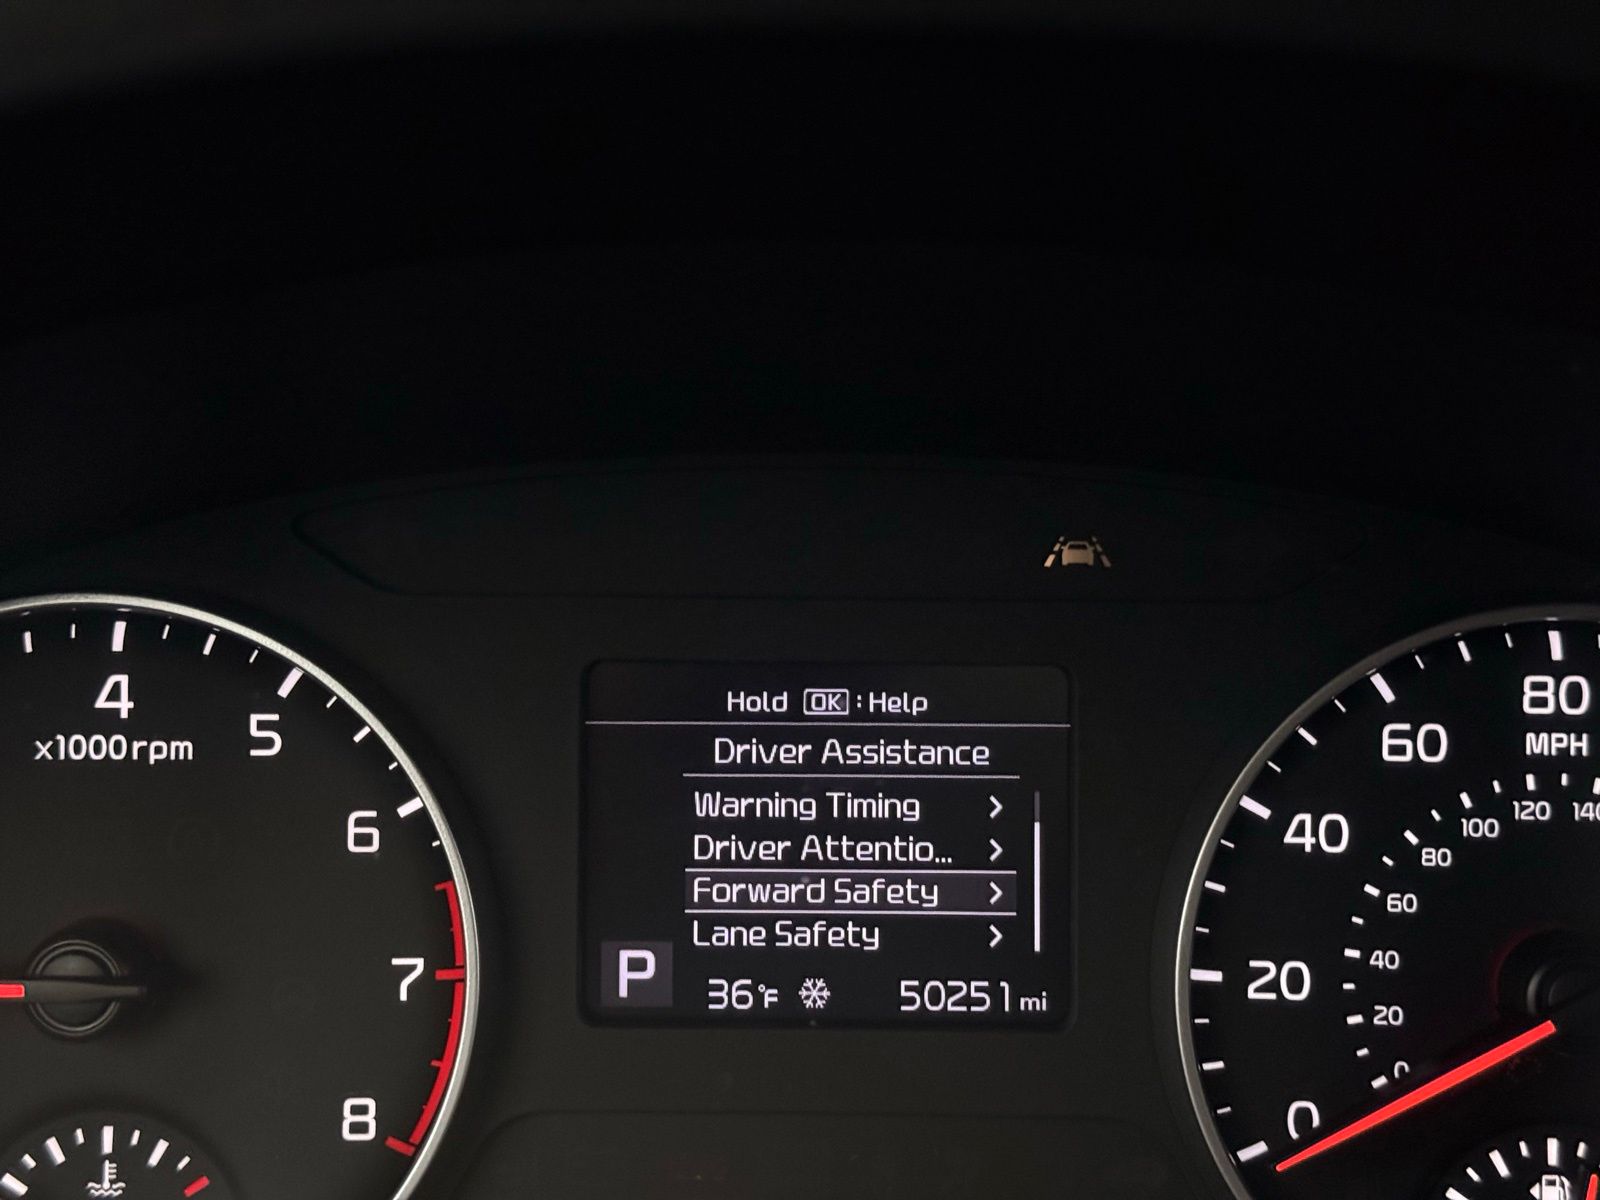 Hold OK : Help
Driver Assistance
Warning Timing >
Driver Attentio... >
Forward Safety >
Lane Safety >
P
36°F 50251 mi
4
x1000rpm
5
6
7
8
80
MPH
60
40
20
0
140
120
100
80
60
40
20
0